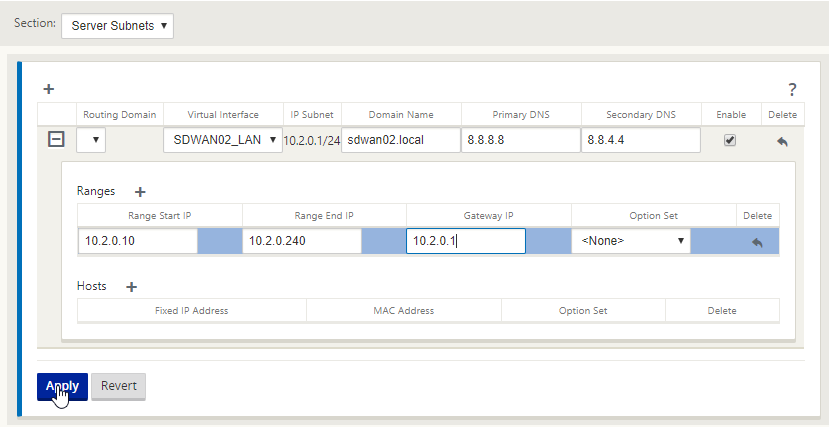 Section: Server Subnets
+ ?
Routing Domain Virtual Interface IP Subnet Domain Name Primary DNS Secondary DNS Enable Delete
SDWAN02_LAN 10.2.0.1/24 sdwan02.local 8.8.8.8 8.8.4.4
Ranges +
Range Start IP Range End IP Gateway IP Option Set Delete
10.2.0.10 10.2.0.240 10.2.0.1 <None>
Hosts +
Fixed IP Address MAC Address Option Set Delete
Apply Revert